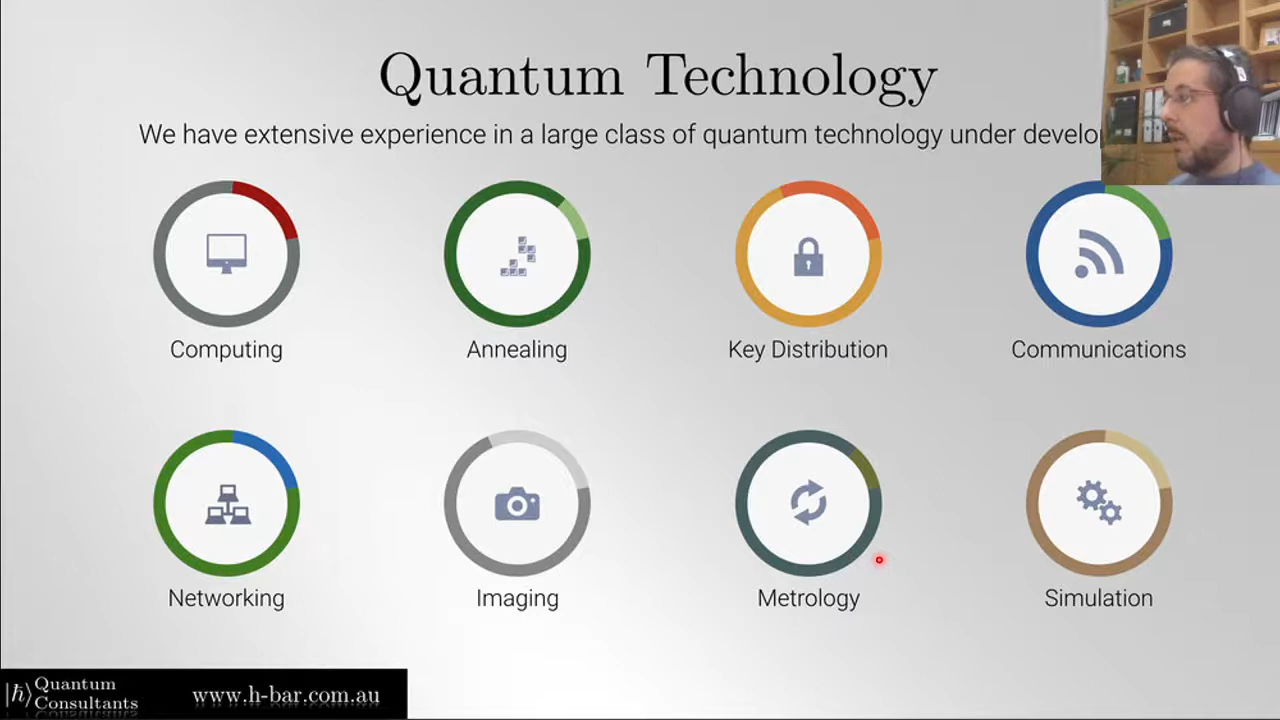 Quantum Technology
We have extensive experience in a large class of quantum technology under
Computing
Annealing
Key Distribution
Communications
Networking
Imaging
Metrology
Simulation
|ħ⟩ Quantum
Consultants
www.h-bar.com.au